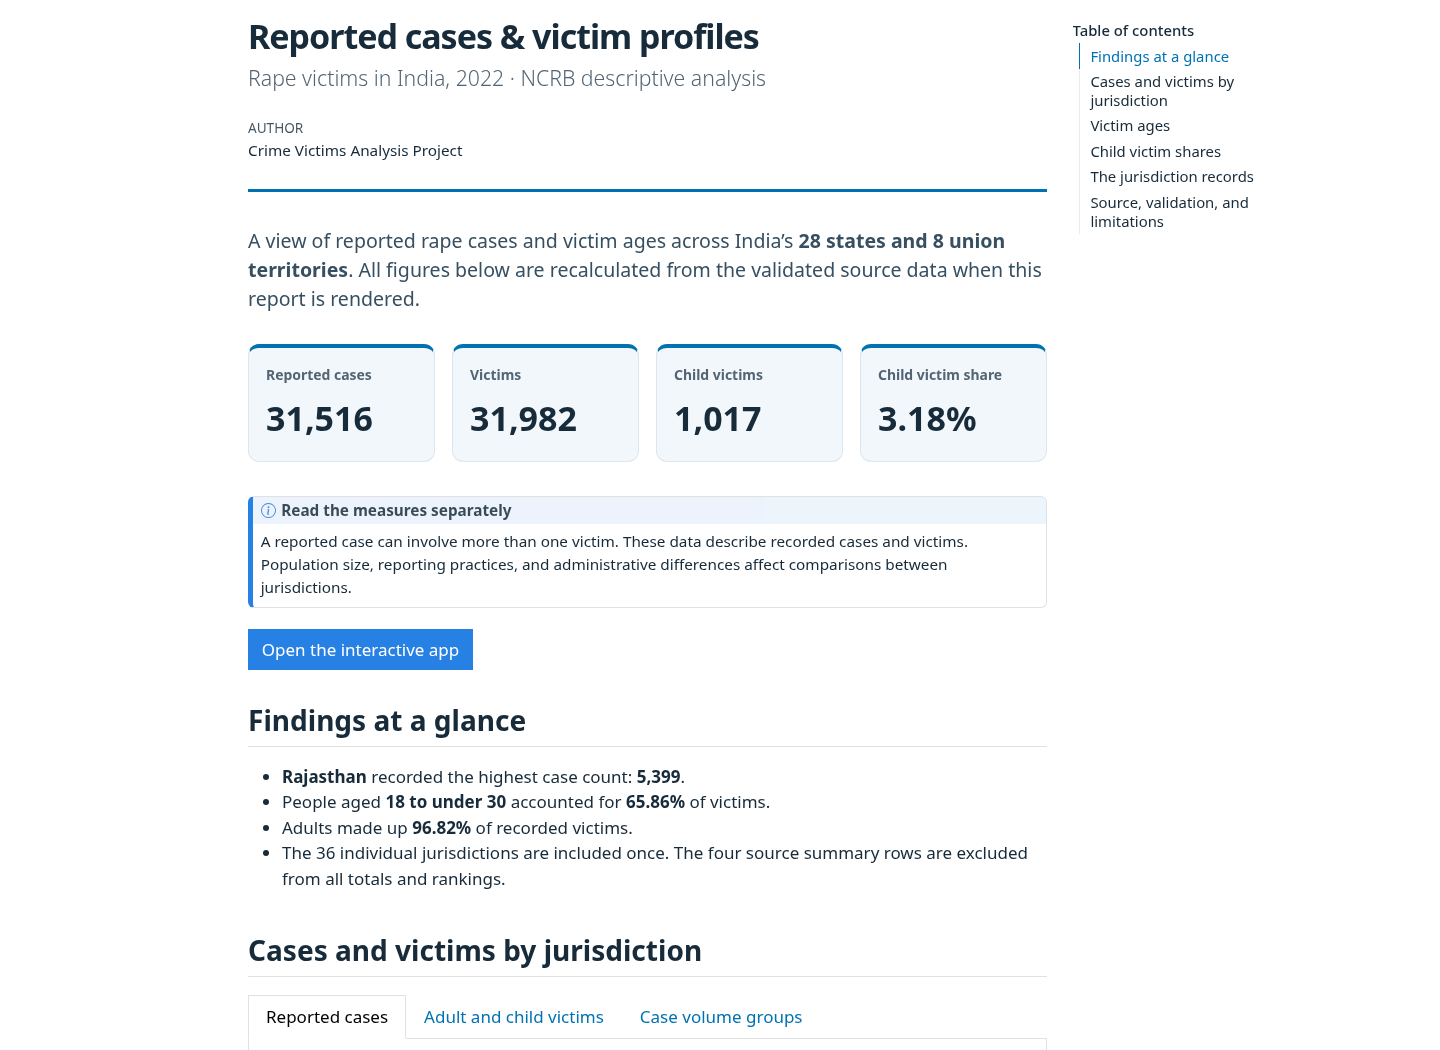 Reported cases & victim profiles
Rape victims in India, 2022 · NCRB descriptive analysis
AUTHOR
Crime Victims Analysis Project
A view of reported rape cases and victim ages across India’s 28 states and 8 union
territories. All figures below are recalculated from the validated source data when this
report is rendered.
Reported cases
31,516
Victims
31,982
Child victims
1,017
Child victim share
3.18%
Read the measures separately
A reported case can involve more than one victim. These data describe recorded cases and victims.
Population size, reporting practices, and administrative differences affect comparisons between
jurisdictions.
Open the interactive app
Findings at a glance
Rajasthan recorded the highest case count: 5,399.
People aged 18 to under 30 accounted for 65.86% of victims.
Adults made up 96.82% of recorded victims.
The 36 individual jurisdictions are included once. The four source summary rows are excluded
from all totals and rankings.
Cases and victims by jurisdiction
Reported cases
Adult and child victims
Case volume groups
Table of contents
Findings at a glance
Cases and victims by
jurisdiction
Victim ages
Child victim shares
The jurisdiction records
Source, validation, and
limitations